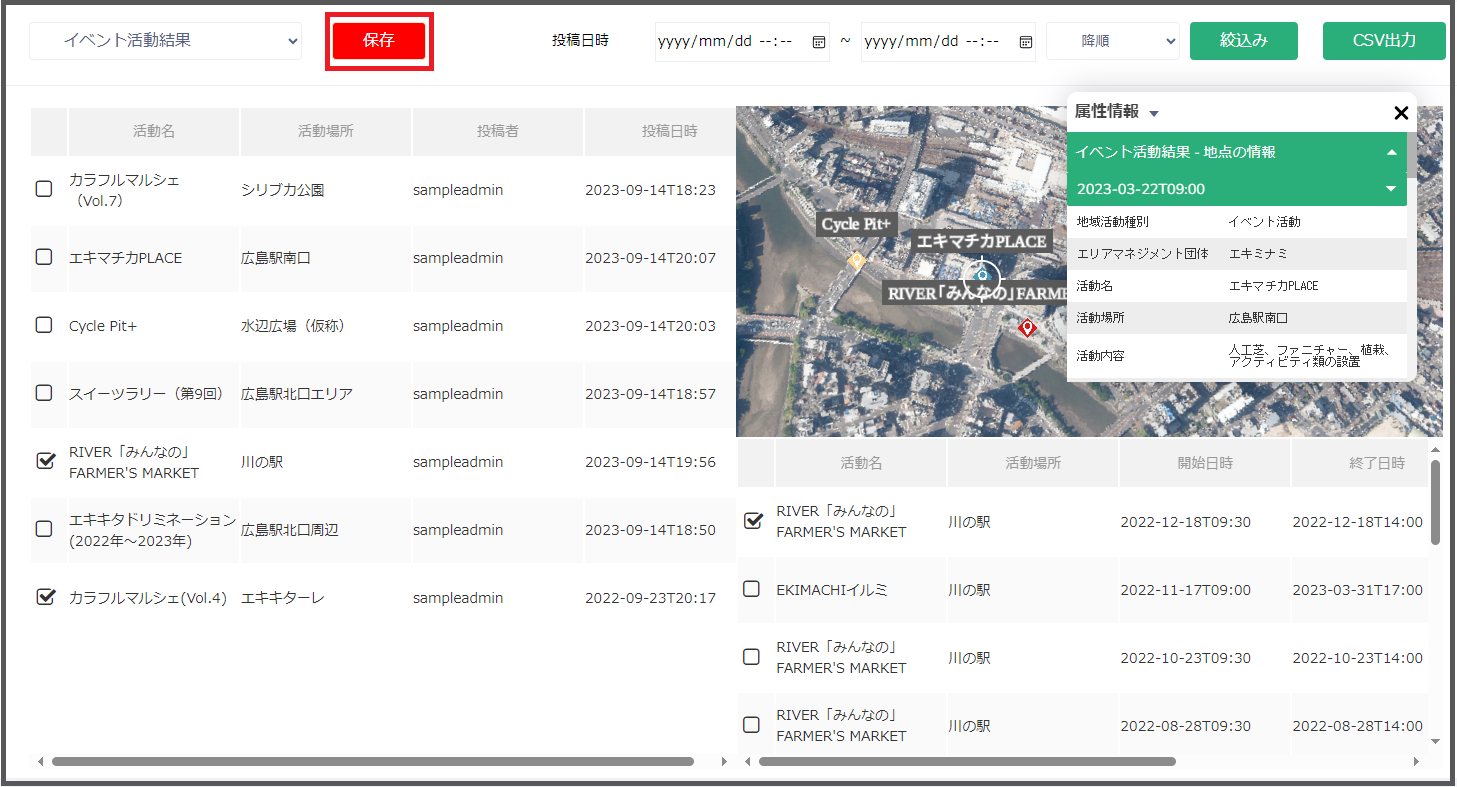 イベント活動結果
保存
投稿日時
yyyy/mm/dd --:--
~
yyyy/mm/dd --:--
降順
絞込み
CSV出力
活動名 活動場所 投稿者 投稿日時
カラフルマルシェ
（Vol.7） シリブカ公園 sampleadmin 2023-09-14T18:23
エキマチカPLACE 広島駅南口 sampleadmin 2023-09-14T20:07
Cycle Pit+ 水辺広場（仮称） sampleadmin 2023-09-14T20:03
スイーツラリー（第9回） 広島駅北口エリア sampleadmin 2023-09-14T18:57
RIVER「みんなの」
FARMER'S MARKET 川の駅 sampleadmin 2023-09-14T19:56
エキキタドリミネーション
(2022年～2023年) 広島駅北口周辺 sampleadmin 2023-09-14T18:50
カラフルマルシェ(Vol.4) エキキターレ sampleadmin 2022-09-23T20:17
Cycle Pit+
エキマチカPLACE
RIVER「みんなの」FARME
属性情報
イベント活動結果 - 地点の情報
2023-03-22T09:00
地域活動種別 イベント活動
エリアマネジメント団体 エキミナミ
活動名 エキマチカPLACE
活動場所 広島駅南口
活動内容 人工芝、ファニチャー、植栽、
アクティビティ類の設置
活動名 活動場所 開始日時 終了日時
RIVER「みんなの」
FARMER'S MARKET 川の駅 2022-12-18T09:30 2022-12-18T14:00
EKIMACHIイルミ 川の駅 2022-11-17T09:00 2023-03-31T17:00
RIVER「みんなの」
FARMER'S MARKET 川の駅 2022-10-23T09:30 2022-10-23T14:00
RIVER「みんなの」
FARMER'S MARKET 川の駅 2022-08-28T09:30 2022-08-28T14:00